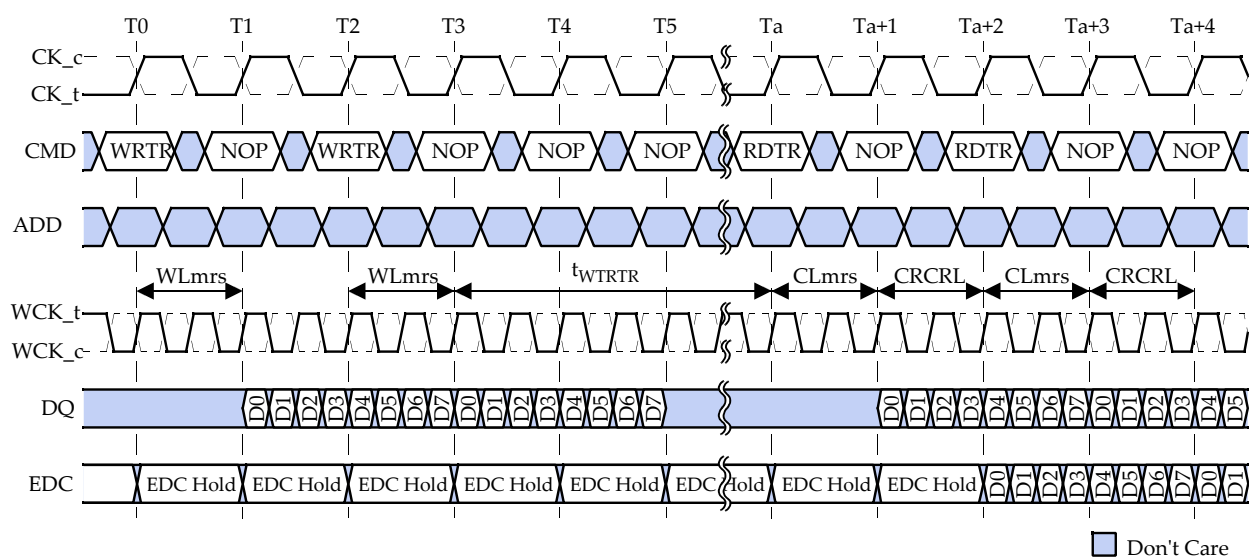 T0 T1 T2 T3 T4 T5 Ta Ta+1 Ta+2 Ta+3 Ta+4
CK_c
CK_t
CMD WRTR NOP WRTR NOP NOP NOP RDTR NOP RDTR NOP NOP
ADD
WLmrs WLmrs tWTRTR CLmrs CRCRL CLmrs CRCRL
WCK_t
WCK_c
DQ D0 D1 D2 D3 D4 D5 D6 D7 D0 D1 D2 D3 D4 D5 D6 D7 D0 D1 D2 D3 D4 D5 D6 D7 D0 D1 D2 D3 D4 D5
EDC EDC Hold EDC Hold EDC Hold EDC Hold EDC Hold EDC Hold EDC Hold EDC Hold D0 D1 D2 D3 D4 D5 D6 D7 D0 D1
Don't Care